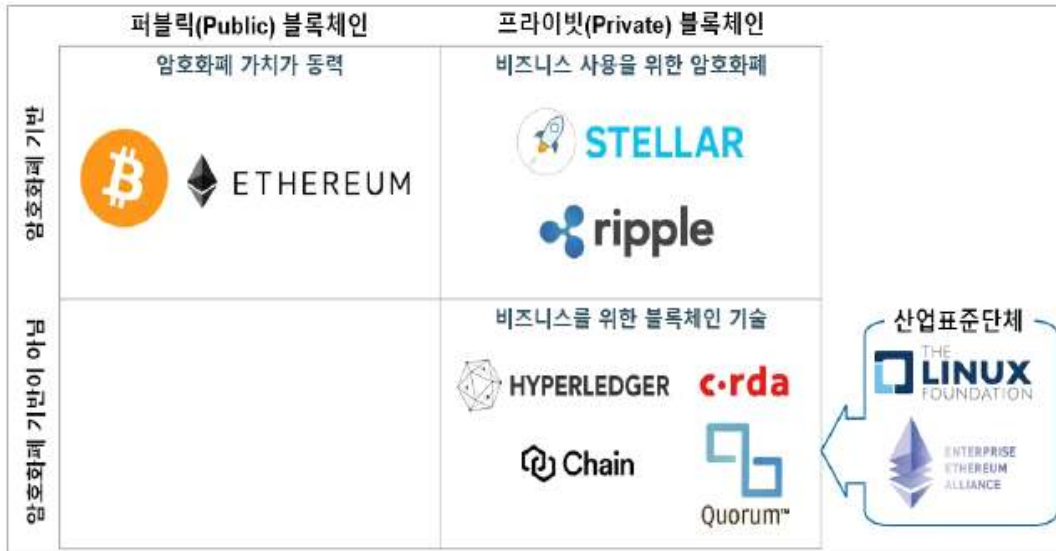 퍼블릭(Public) 블록체인
프라이빗(Private) 블록체인
암호화폐 기반
암호화폐 가치가 동력
비즈니스 사용을 위한 암호화폐
ETHEREUM
STELLAR
ripple
암호화폐 기반이 아님
비즈니스를 위한 블록체인 기술
HYPERLEDGER
c·rda
Chain
Quorum™
산업표준단체
THE
LINUX
FOUNDATION
ENTERPRISE
ETHEREUM
ALLIANCE